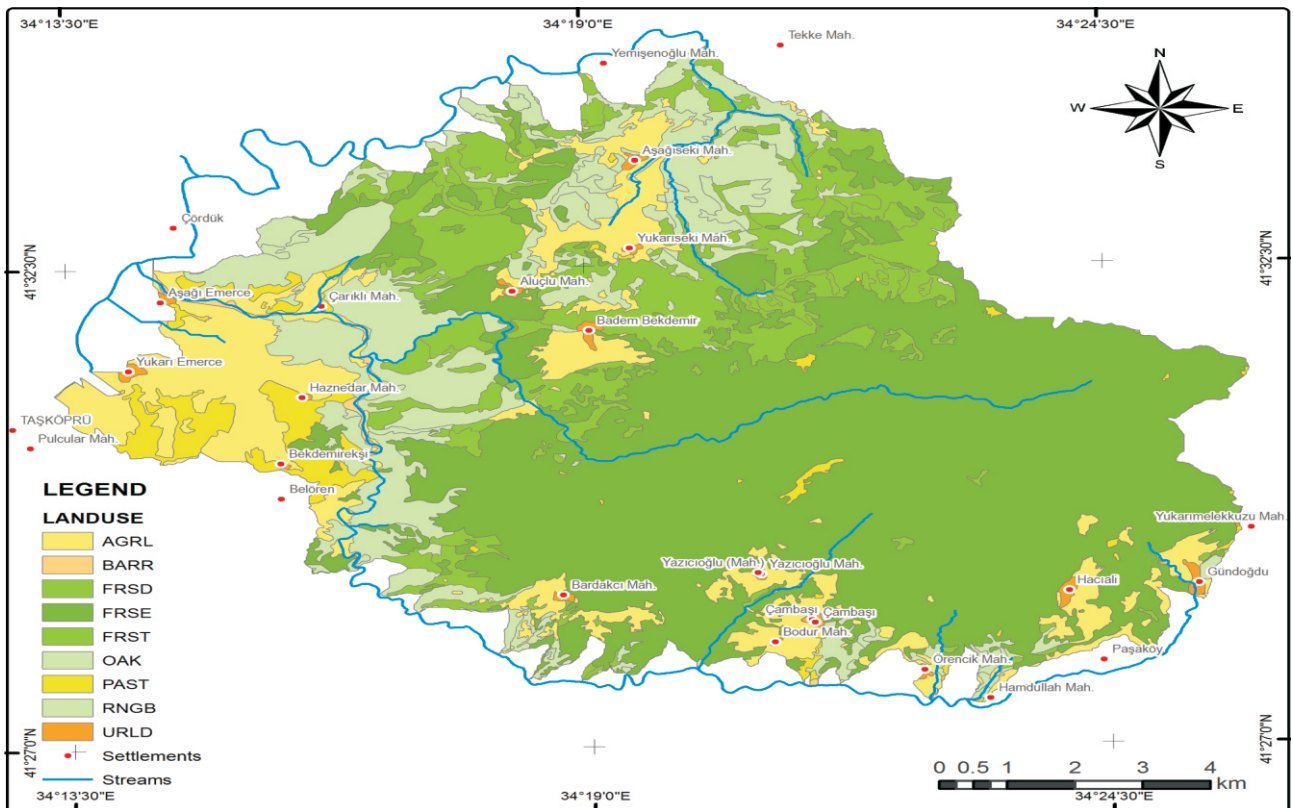 34°13'30"E
34°19'0"E
34°24'30"E
Tekke Mah.
Yemişenoğlu Mah.
N
W
E
S
Aşağıseki Mah.
Çördük
Yukarıseki Mah.
41°32'30"N
41°32'30"N
Aluçlu Mah.
Aşağı Emerce
Çarıklı Mah.
Badem Bekdemir
Yukarı Emerce
Haznedar Mah.
TAŞKÖPRÜ
Pulcular Mah.
Bekdemirekşi
Belören
LEGEND
LANDUSE
AGRL
BARR
FRSD
FRSE
FRST
OAK
PAST
RNGB
URLD
Settlements
Streams
Yukarımelekkuzu Mah.
Yazıcıoğlu (Mah.)
Yazıcıoğlu Mah.
Gündoğdu
Bardakcı Mah.
Hacıali
Çambaşı
Çambaşı
Bodur Mah.
Örencik Mah.
Paşaköy
Hamdullah Mah.
41°27'0"N
41°27'0"N
0 0.5 1 2 3 4
km
34°13'30"E
34°19'0"E
34°24'30"E